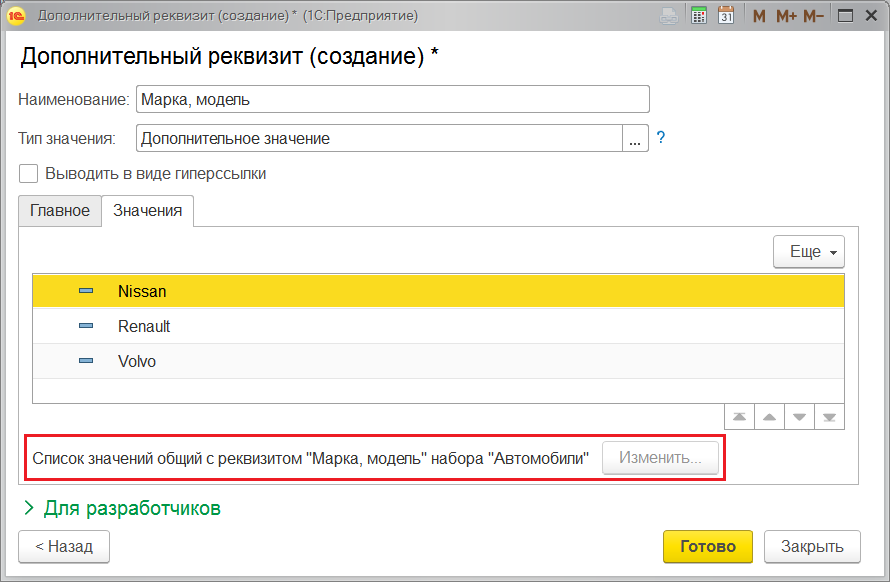 1С Дополнительный реквизит (создание) * (1С:Предприятие) 31 M M+ M–
Дополнительный реквизит (создание) *
Наименование: Марка, модель
Тип значения: Дополнительное значение ... ?
Выводить в виде гиперссылки
Главное Значения
Еще
Nissan
Renault
Volvo
Список значений общий с реквизитом "Марка, модель" набора "Автомобили" Изменить...
Для разработчиков
< Назад Готово Закрыть